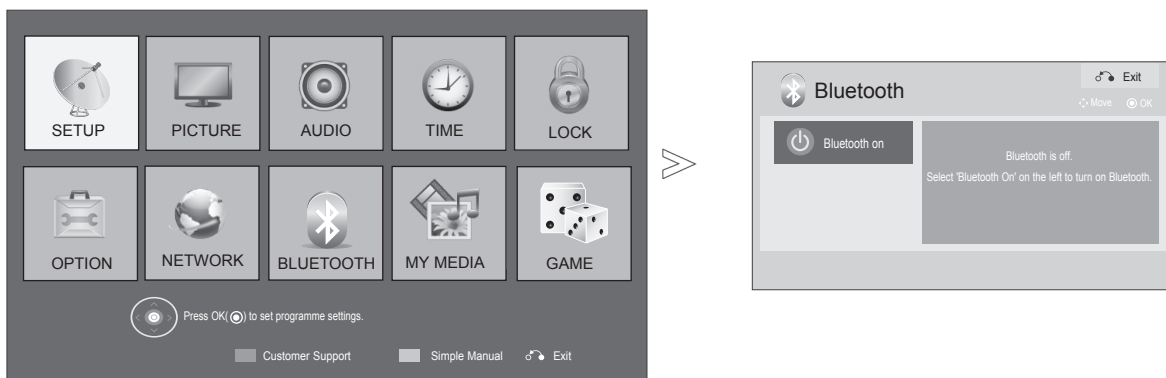 SETUP
PICTURE
AUDIO
TIME
LOCK
OPTION
NETWORK
BLUETOOTH
MY MEDIA
GAME
Press OK(◉) to set programme settings.
Customer Support
Simple Manual
Exit
Bluetooth
Exit
Move
OK
Bluetooth on
Bluetooth is off.
Select 'Bluetooth On' on the left to turn on Bluetooth.